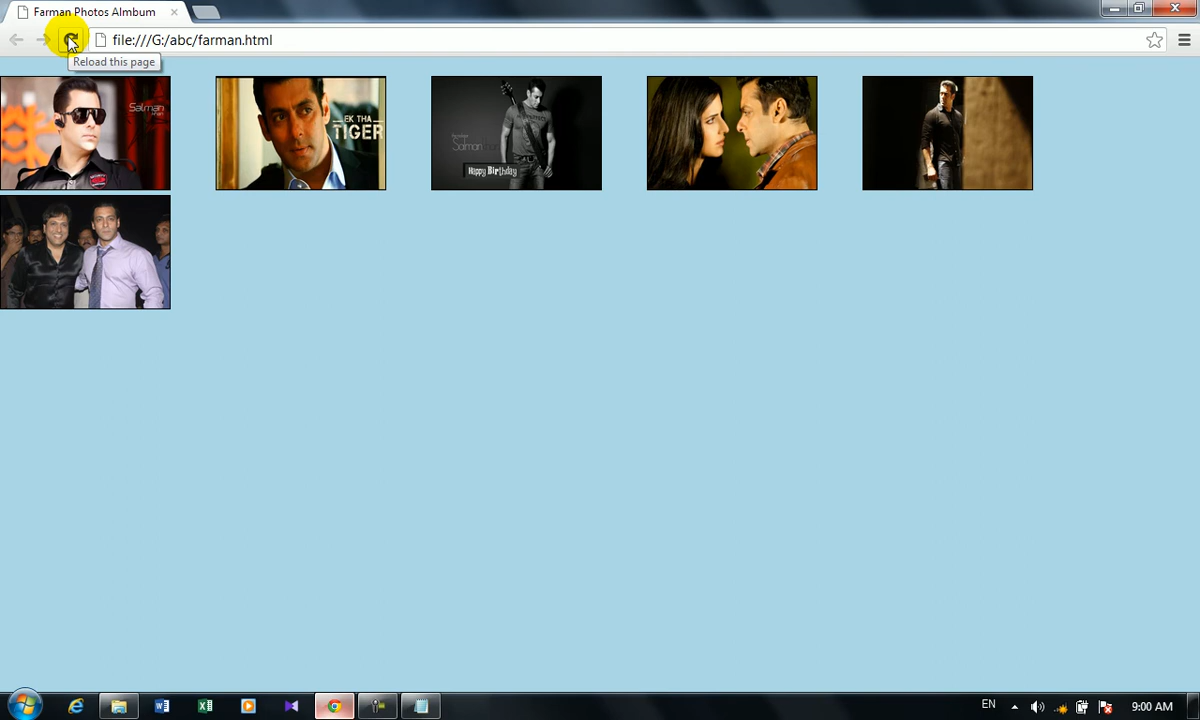 Farman Photos Almbum
file:///G:/abc/farman.html
Reload this page
Salman
EK THA
TIGER
Salman
Happy Birthday
EN
9:00 AM